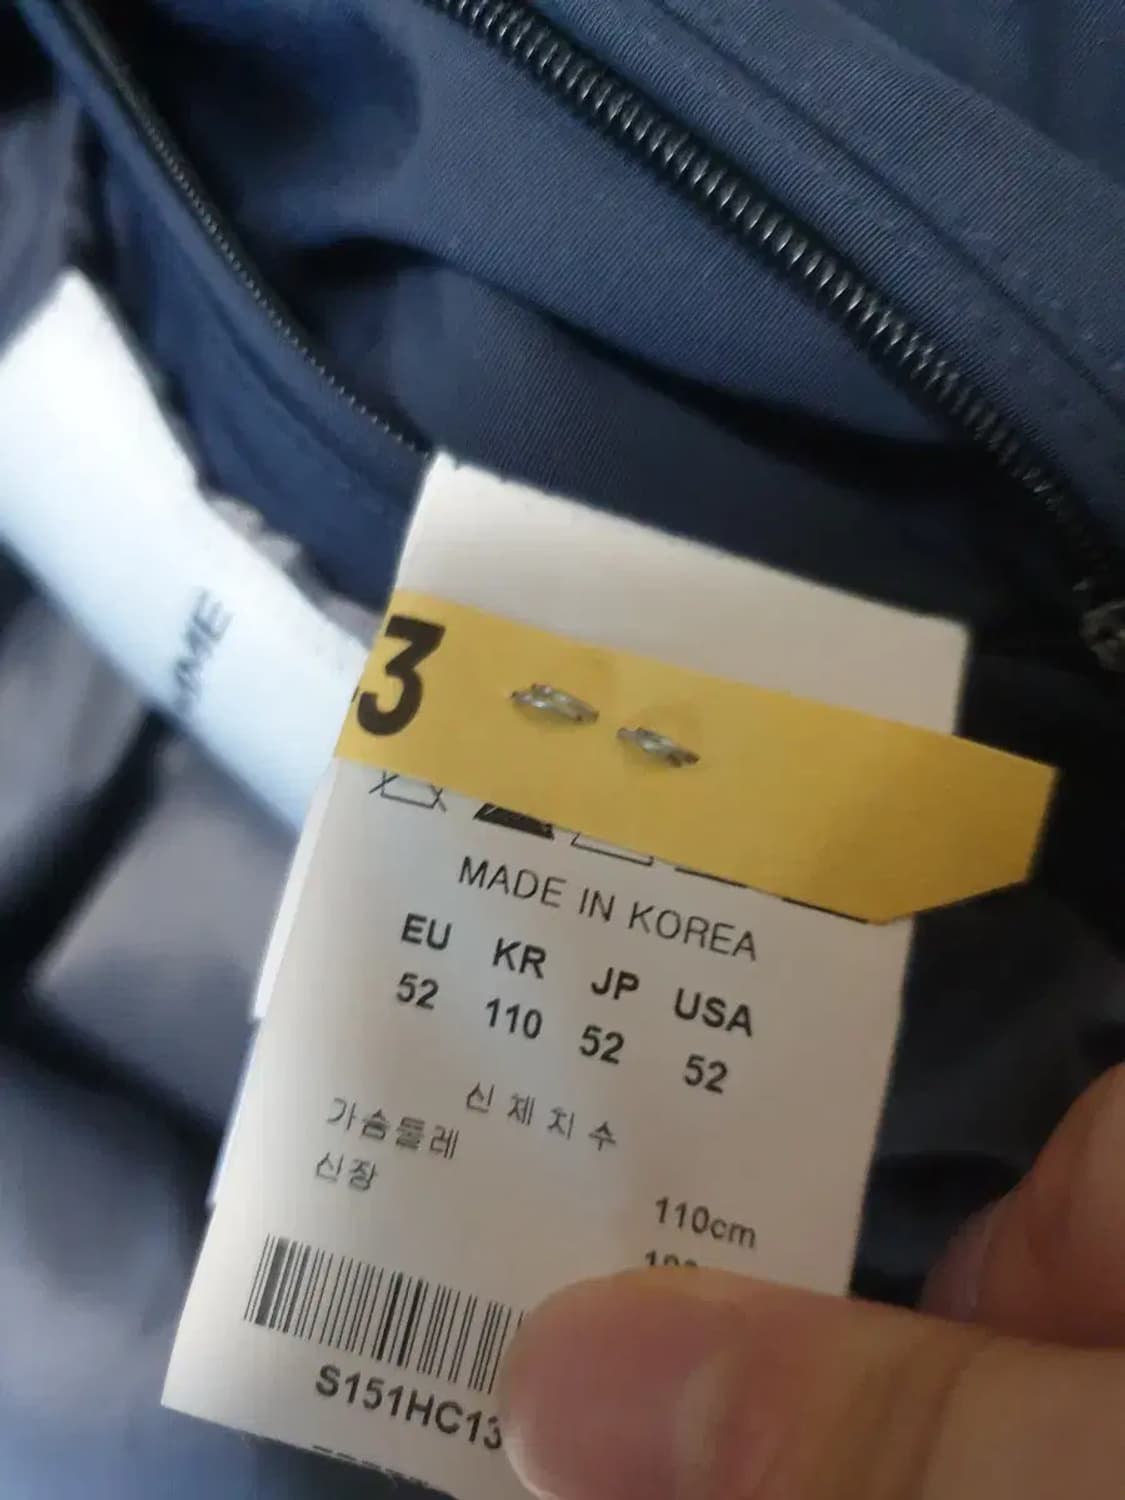 3
MADE IN KOREA
EU KR JP USA
52 110 52 52
신체치수
가슴둘레 110cm
신장
S151HC13